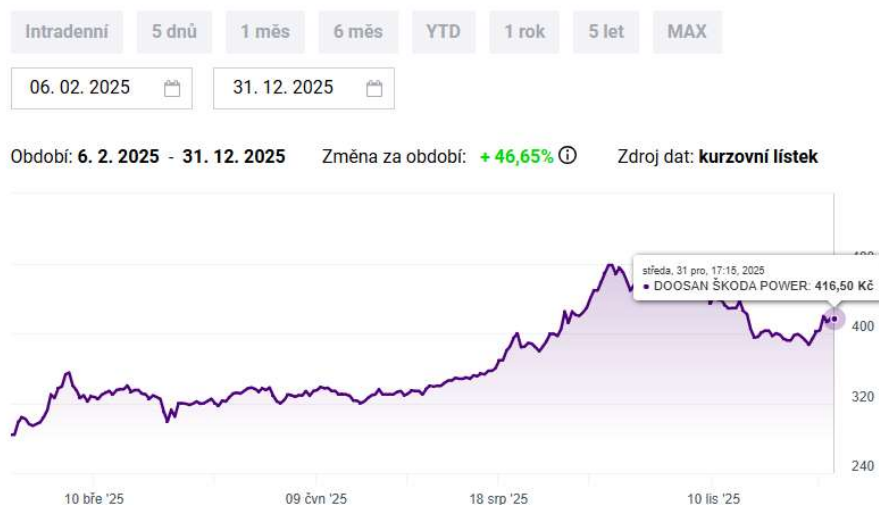 Intradenní 5 dnů 1 měs 6 měs YTD 1 rok 5 let MAX
06. 02. 2025 31. 12. 2025
Období: 6. 2. 2025 - 31. 12. 2025 Změna za období: + 46,65% Zdroj dat: kurzovní lístek
středa, 31 pro, 17:15, 2025
• DOOSAN ŠKODA POWER: 416,50 Kč
400
320
240
10 bře '25 09 čvn '25 18 srp '25 10 lis '25